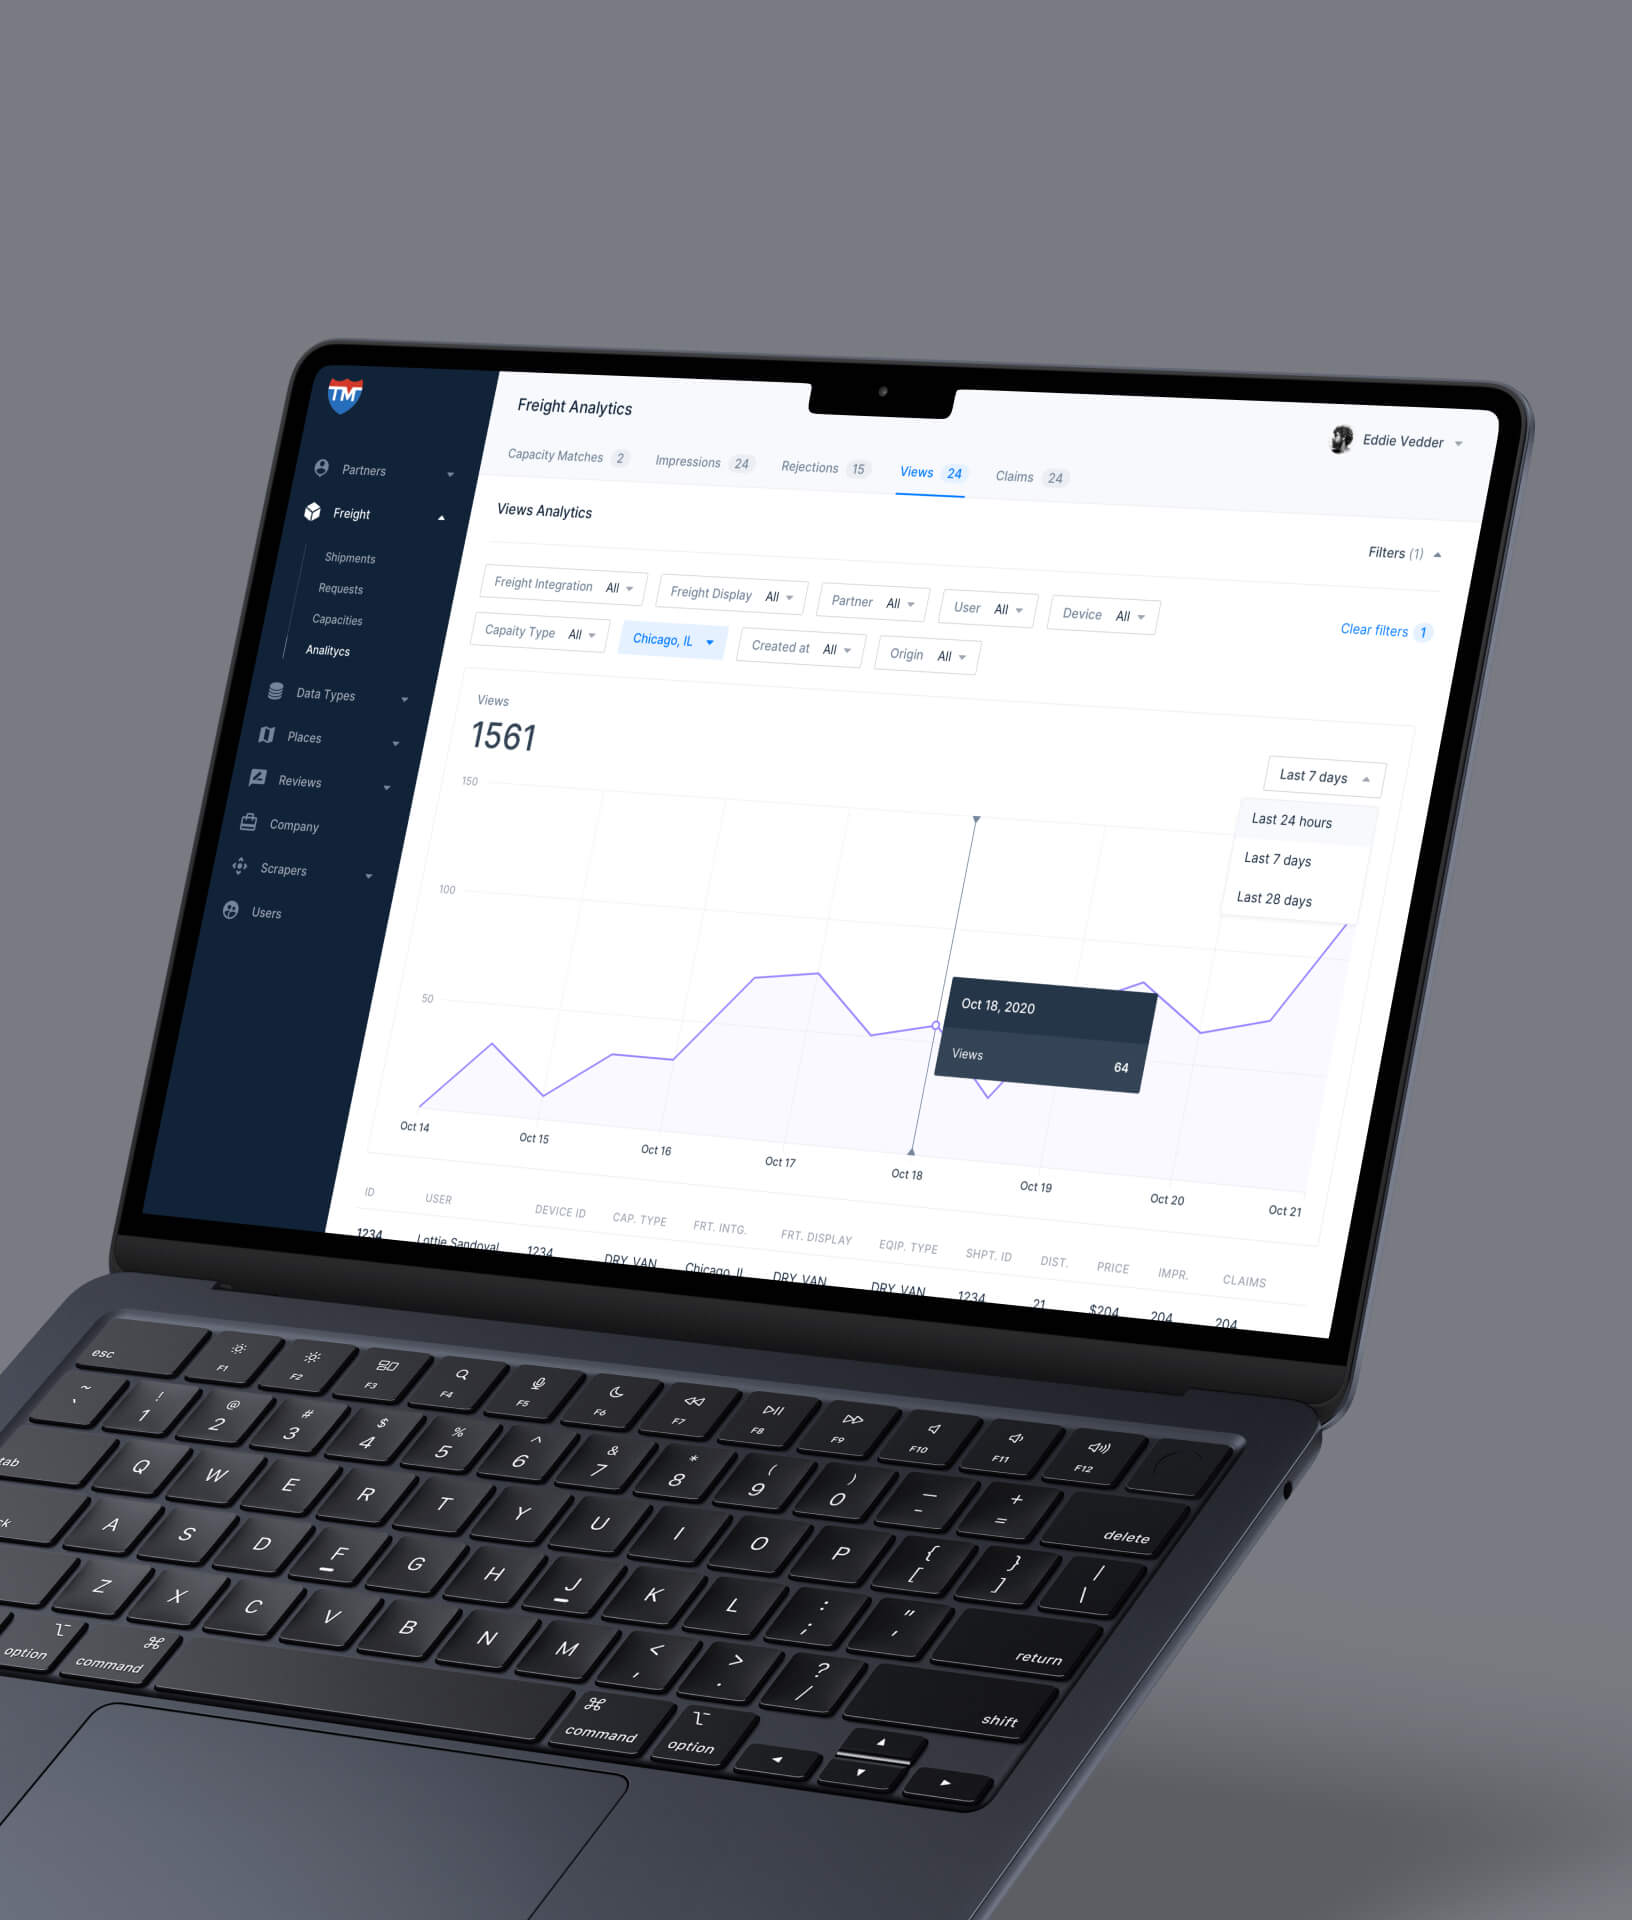 TM
Freight Analytics
Eddie Vedder
Capacity Matches 2 Impressions 24 Rejections 15 Views 24 Claims 24
Partners
Freight
Shipments
Requests
Capacities
Analitycs
Data Types
Places
Reviews
Company
Scrapers
Users
Views Analytics
Filters (1)
Freight Integration All Freight Display All Partner All User All Device All
Capaity Type All Chicago, IL Created at All Origin All
Clear filters 1
Views
1561
Last 7 days
Last 24 hours
Last 7 days
Last 28 days
150
100
50
Oct 18, 2020
Views 64
Oct 14 Oct 15 Oct 16 Oct 17 Oct 18 Oct 19 Oct 20 Oct 21
ID USER DEVICE ID CAP. TYPE FRT. INTG. FRT. DISPLAY EQIP. TYPE SHPT. ID DIST. PRICE IMPR. CLAIMS
1234 Lottie Sandoval 1234 DRY VAN Chicago, IL DRY VAN DRY VAN 1234 21 $204 204 204
esc F1 F2 F3 F4 F5 F6 F7 F8 F9 F10 F11 F12
~ ! @ # $ % ^ & * ( ) — +
` 1 2 3 4 5 6 7 8 9 0 - = delete
tab Q W E R T Y U I O P { [ } ] | \
ck A S D F G H J K L : ; " ' return
Z X C V B N M < , > . ? / shift
option ⌥ command ⌘ ⌘ command ⌥ option ◀ ▲ ▼ ▶